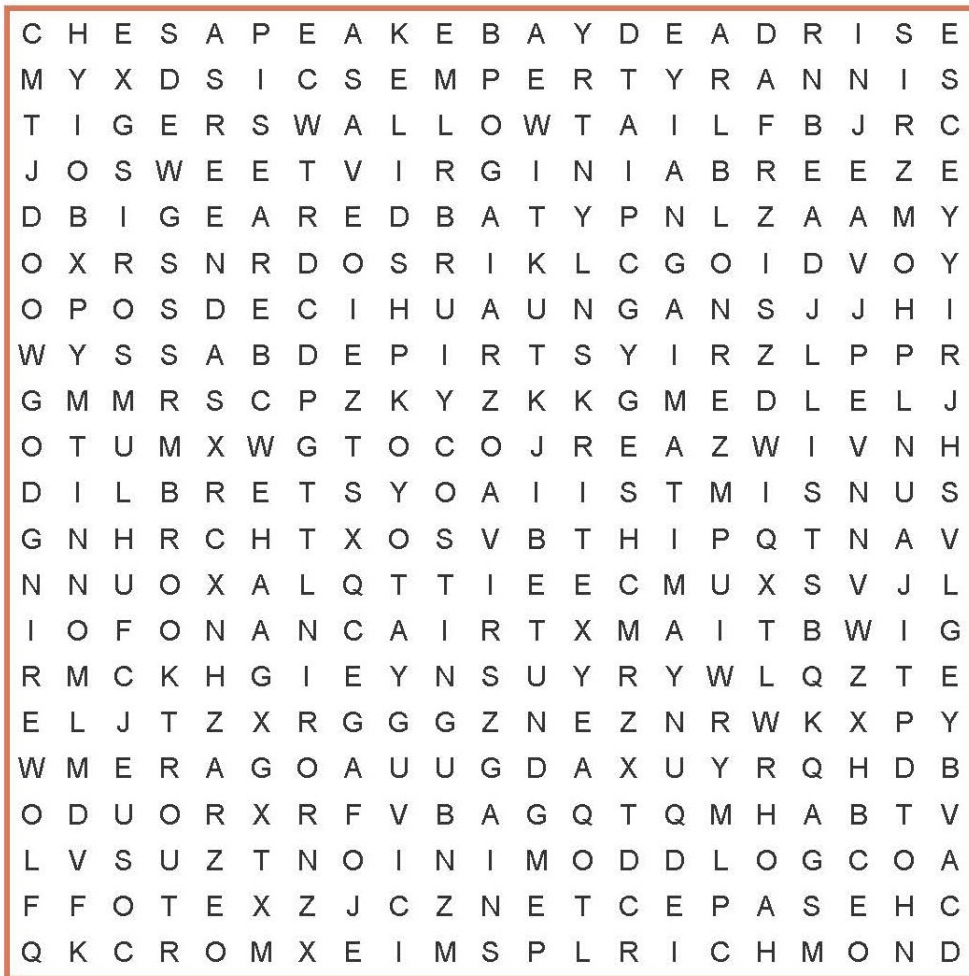 C H E S A P E A K E B A Y D E A D R I S E
M Y X D S I C S E M P E R T Y R A N N I S
T I G E R S W A L L O W T A I L F B J R C
J O S W E E T V I R G I N I A B R E E Z E
D B I G E A R E D B A T Y P N L Z A A M Y
O X R S N R D O S R I K L C G O I D V O Y
O P O S D E C I H U A U N G A N S J J H I
W Y S S A B D E P I R T S Y I R Z L P P R
G M M R S C P Z K Y Z K K G M E D L E L J
O T U M X W G T O C O J R E A Z W I V N H
D I L B R E T S Y O A I I S T M I S N U S
G N H R C H T X O S V B T H I P Q T N A V
N N U O X A L Q T T I E E C M U X S V J L
I O F O N A N C A I R T X M A I T B W I G
R M C K H G I E Y N S U Y R Y W L Q Z T E
E L J T Z X R G G G Z N E Z N R W K X P Y
W M E R A G O A U U G D A X U Y R Q H D B
O D U O R X R F V B A G Q T Q M H A B T V
L V S U Z T N O I N I M O D D L O G C O A
F F O T E X Z J C Z N E T C E P A S E H C
Q K C R O M X E I M S P L R I C H M O N D